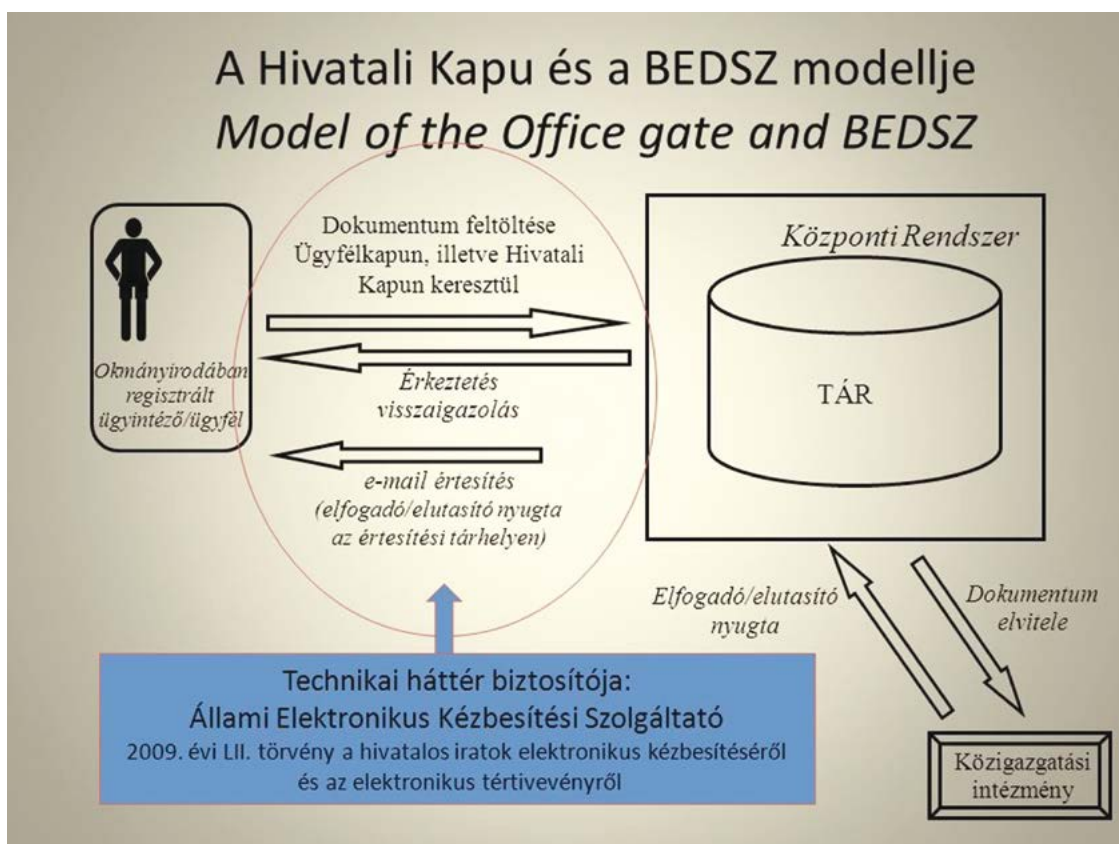 A Hivatali Kapu és a BEDSZ modellje
Model of the Office gate and BEDSZ
Okmányirodában
regisztrált
ügyintéző/ügyfél
Dokumentum feltöltése
Ügyfélkapun, illetve Hivatali
Kapun keresztül
Érkeztetés
visszaigazolás
e-mail értesítés
(elfogadó/elutasító nyugta
az értesítési tárhelyen)
Központi Rendszer
TÁR
Elfogadó/elutasító
nyugta
Dokumentum
elvitele
Technikai háttér biztosítója:
Állami Elektronikus Kézbesítési Szolgáltató
2009. évi LII. törvény a hivatalos iratok elektronikus kézbesítéséről
és az elektronikus tértivevényről
Közigazgatási
intézmény